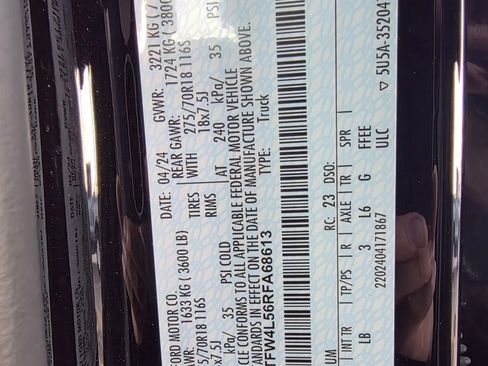 FORD MOTOR CO. DATE: 04/24 GVWR: 3221 KG (
1633 KG ( 3600 LB) REAR GAWR: 1724 KG ( 3800
5/70R18 116S TIRES WITH 275/70R18 116S
x7.5J RIMS 18x7.5J
kPa/ 35 PSI COLD AT 240 kPa/ 35 PSI
CLE CONFORMS TO ALL APPLICABLE FEDERAL MOTOR VEHICLE
STANDARDS IN EFFECT ON THE DATE OF MANUFACTURE SHOWN ABOVE.
TFW4L56RFA68613 TYPE: Truck
UM RC: 23 DSO:
INT TR TP/PS R AXLE TR SPR
LB 3 L6 G FFEE
2202404171867 ULC
▽ 5U5A-35204